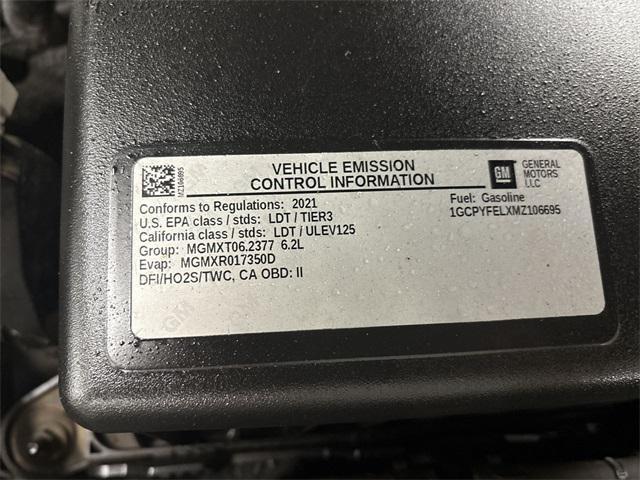 VEHICLE EMISSION
CONTROL INFORMATION
GM
GENERAL
MOTORS
LLC
Conforms to Regulations: 2021
U.S. EPA class / stds: LDT / TIER3
California class / stds: LDT / ULEV125
Group: MGMXT06.2377 6.2L
Evap: MGMXR017350D
DFI/HO2S/TWC, CA OBD: II
Fuel: Gasoline
1GCPYFELXMZ106695